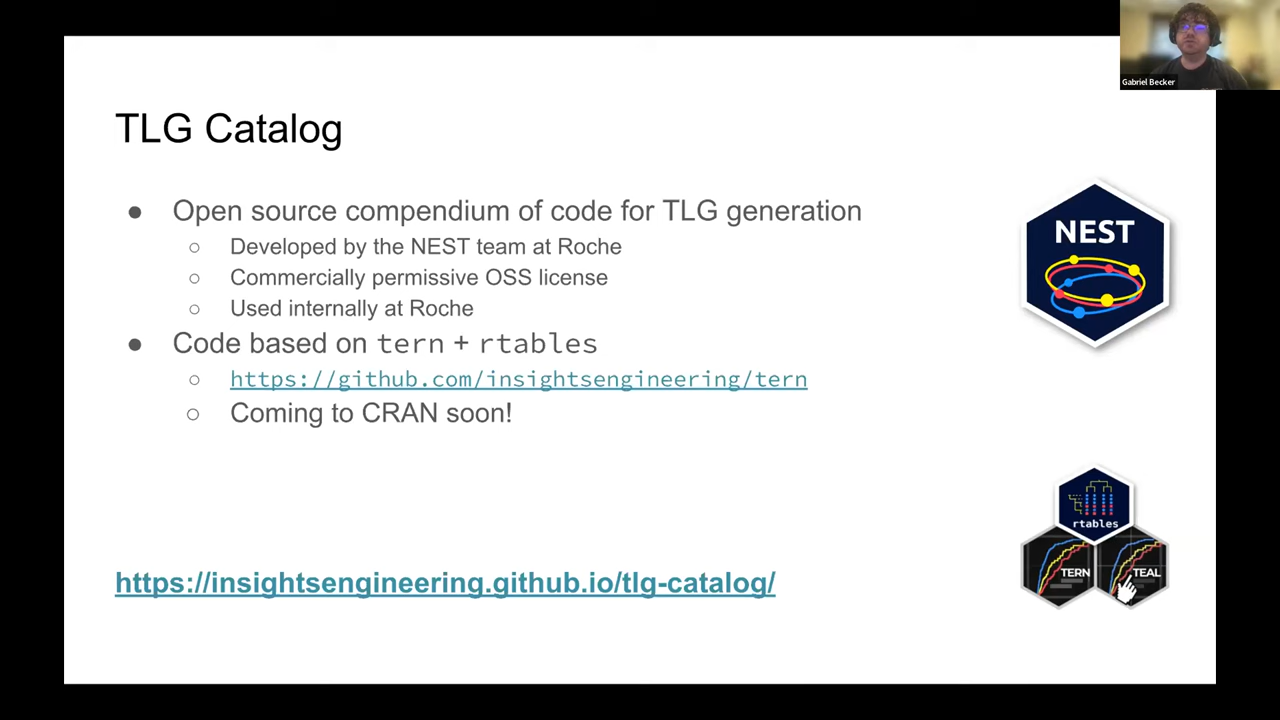 Gabriel Becker
TLG Catalog
● Open source compendium of code for TLG generation
○ Developed by the NEST team at Roche
○ Commercially permissive OSS license
○ Used internally at Roche
● Code based on tern + rtables
○ https://github.com/insightsengineering/tern
○ Coming to CRAN soon!
NEST
rtables
TERN
TEAL
https://insightsengineering.github.io/tlg-catalog/